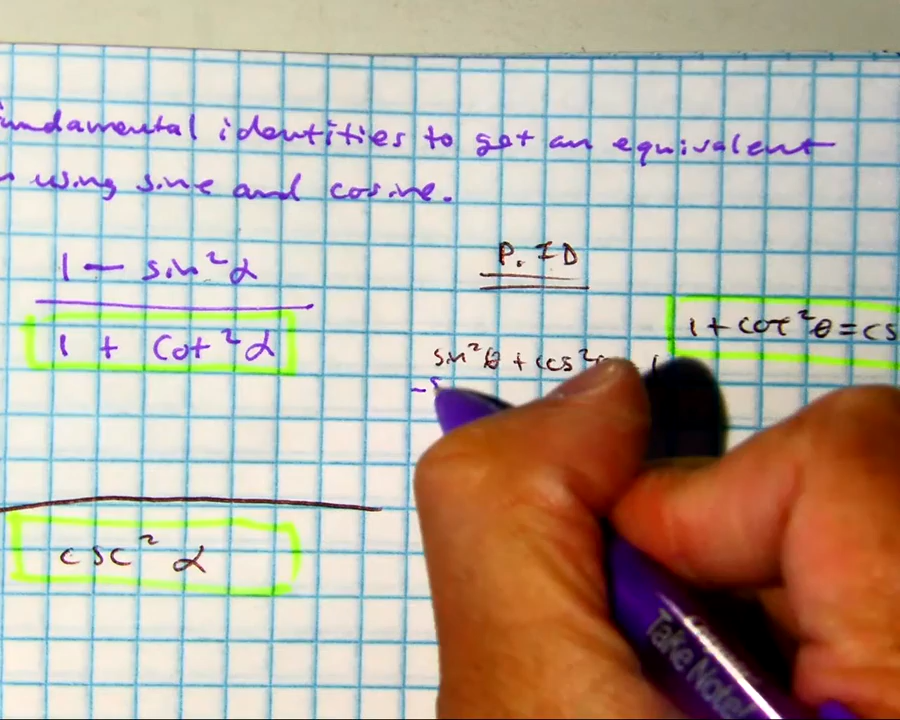 undamental identities to get an equivalent
using sine and cosine.
1 - sin²α
1 + cot²α
P. ID
1 + cot²θ = cs
sin²θ + cos²
-s
csc²α
Take Note!